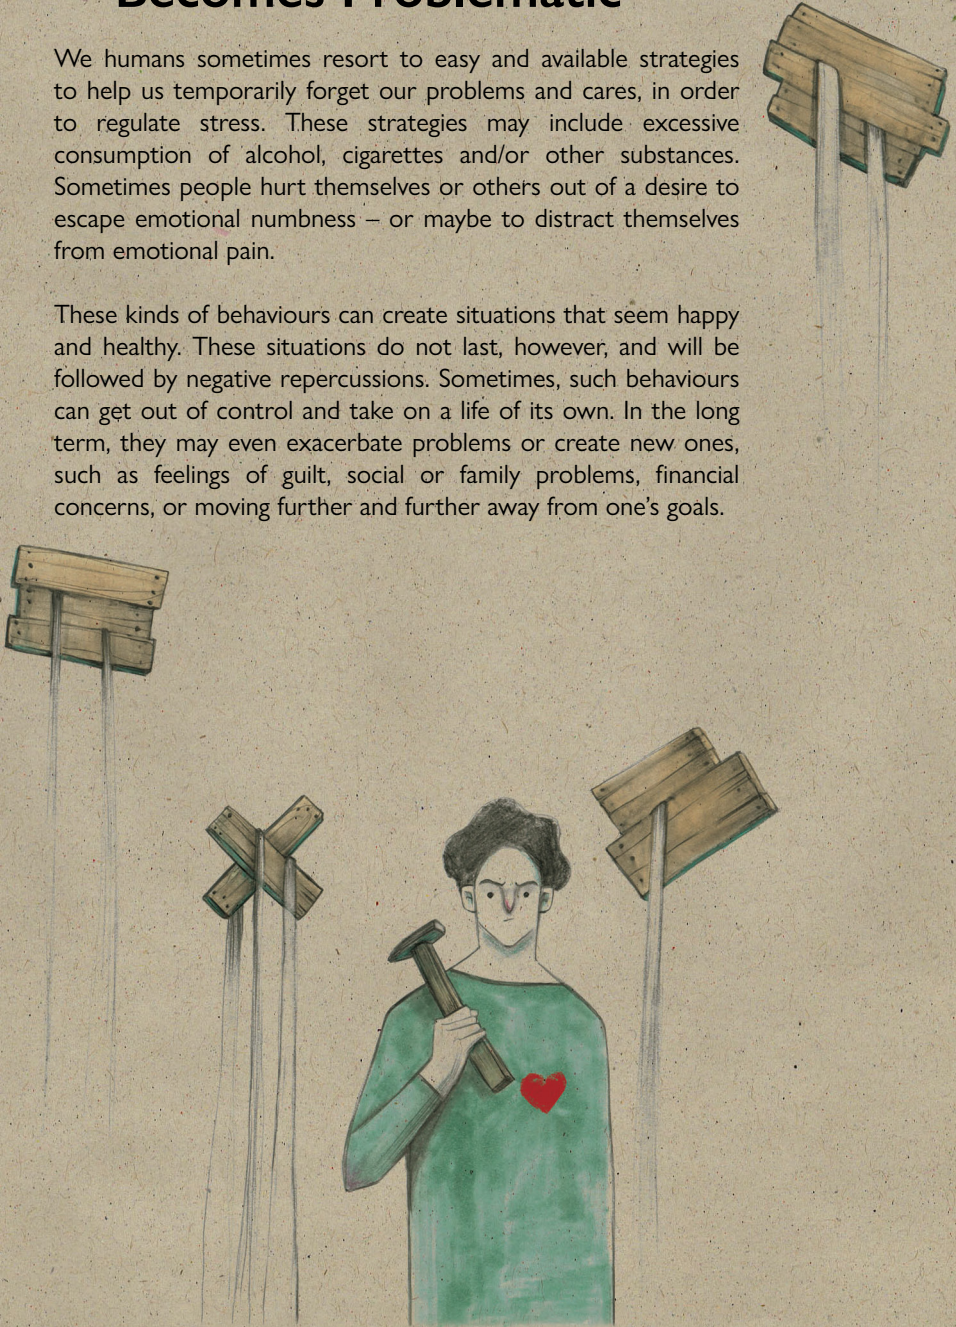 Becomes Problematic
We humans sometimes resort to easy and available strategies
to help us temporarily forget our problems and cares, in order
to regulate stress. These strategies may include excessive
consumption of alcohol, cigarettes and/or other substances.
Sometimes people hurt themselves or others out of a desire to
escape emotional numbness – or maybe to distract themselves
from emotional pain.
These kinds of behaviours can create situations that seem happy
and healthy. These situations do not last, however, and will be
followed by negative repercussions. Sometimes, such behaviours
can get out of control and take on a life of its own. In the long
term, they may even exacerbate problems or create new ones,
such as feelings of guilt, social or family problems, financial
concerns, or moving further and further away from one’s goals.